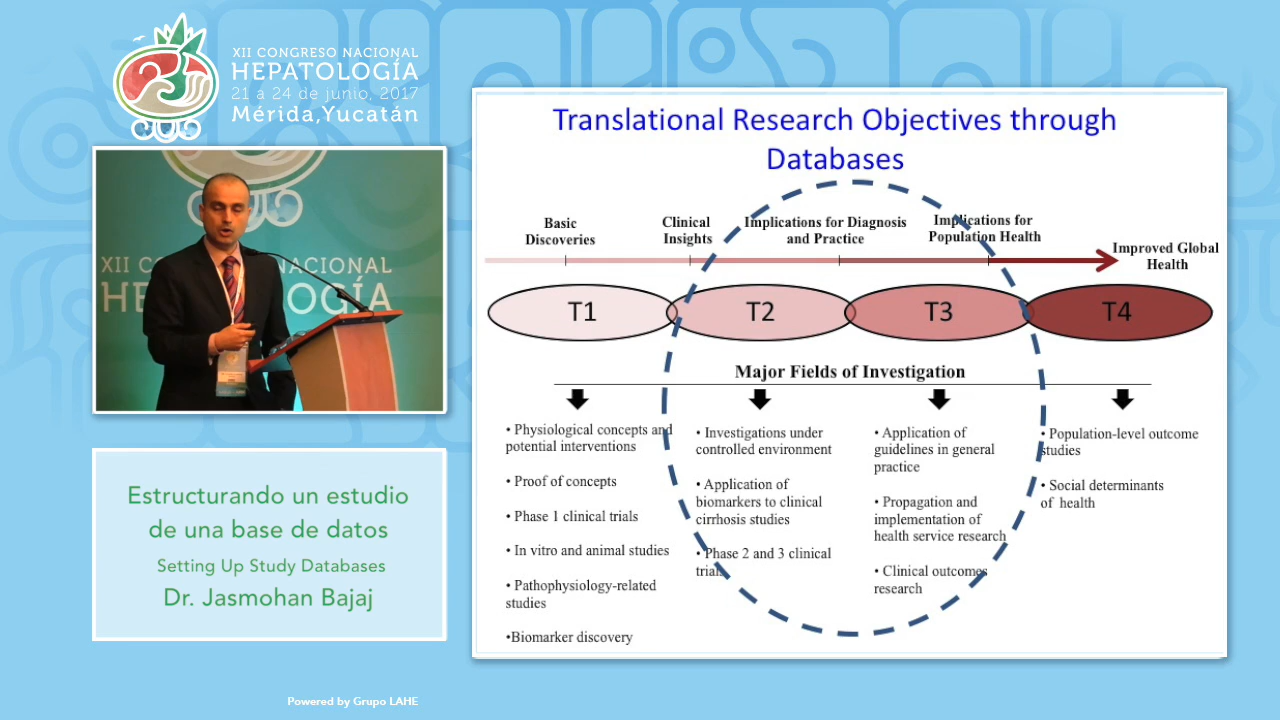 XII CONGRESO NACIONAL
HEPATOLOGÍA
21 a 24 de junio, 2017
Mérida,Yucatán
XII CO
NACIONAL
HE
OGÍA
Estructurando un estudio
de una base de datos
Setting Up Study Databases
Dr. Jasmohan Bajaj
Translational Research Objectives through
Databases
Basic
Discoveries
Clinical
Insights
Implications for Diagnosis
and Practice
Implications for
Population Health
Improved Global
Health
T1
T2
T3
T4
Major Fields of Investigation
• Physiological concepts and
potential interventions
• Proof of concepts
• Phase 1 clinical trials
• In vitro and animal studies
• Pathophysiology-related
studies
•Biomarker discovery
• Investigations under
controlled environment
• Application of
biomarkers to clinical
cirrhosis studies
• Phase 2 and 3 clinical
trials
• Application of
guidelines in general
practice
• Propagation and
implementation of
health service research
• Clinical outcomes
research
• Population-level outcome
studies
• Social determinants
of health
Powered by Grupo LAHE